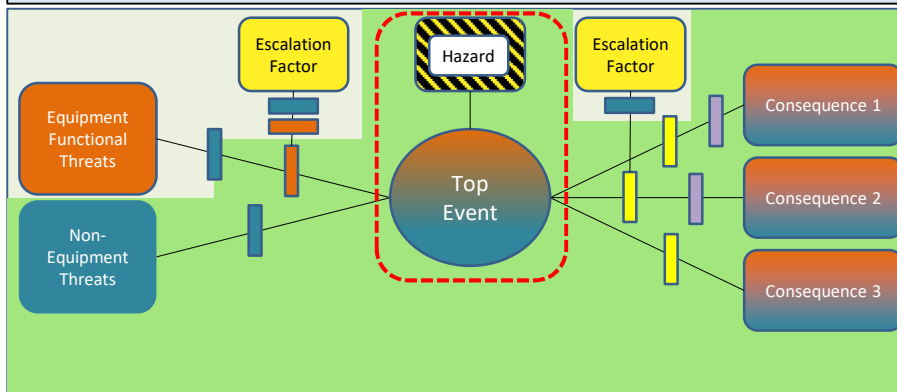 Escalation
Factor
Hazard
Escalation
Factor
Equipment
Functional
Threats
Consequence 1
Top
Event
Consequence 2
Non-
Equipment
Threats
Consequence 3